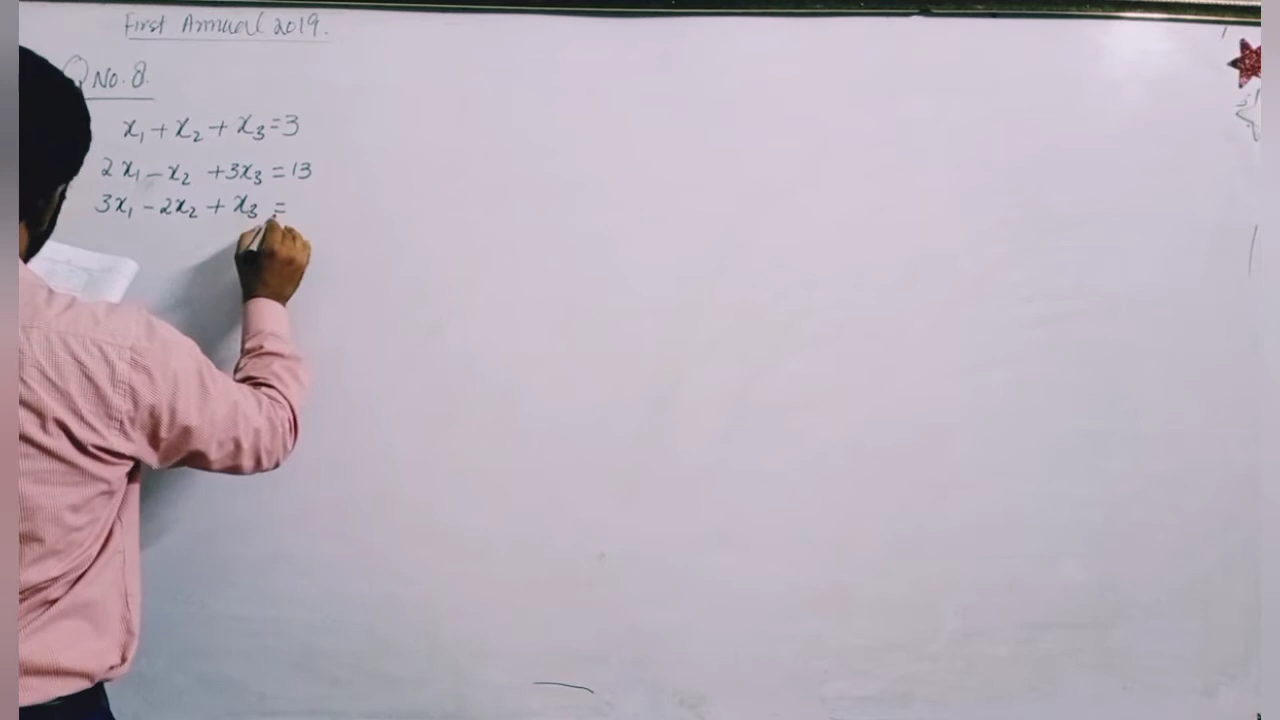 First Annual 2019.
Q No. 8.
x₁ + x₂ + x₃ = 3
2x₁ - x₂ + 3x₃ = 13
3x₁ - 2x₂ + x₃ =